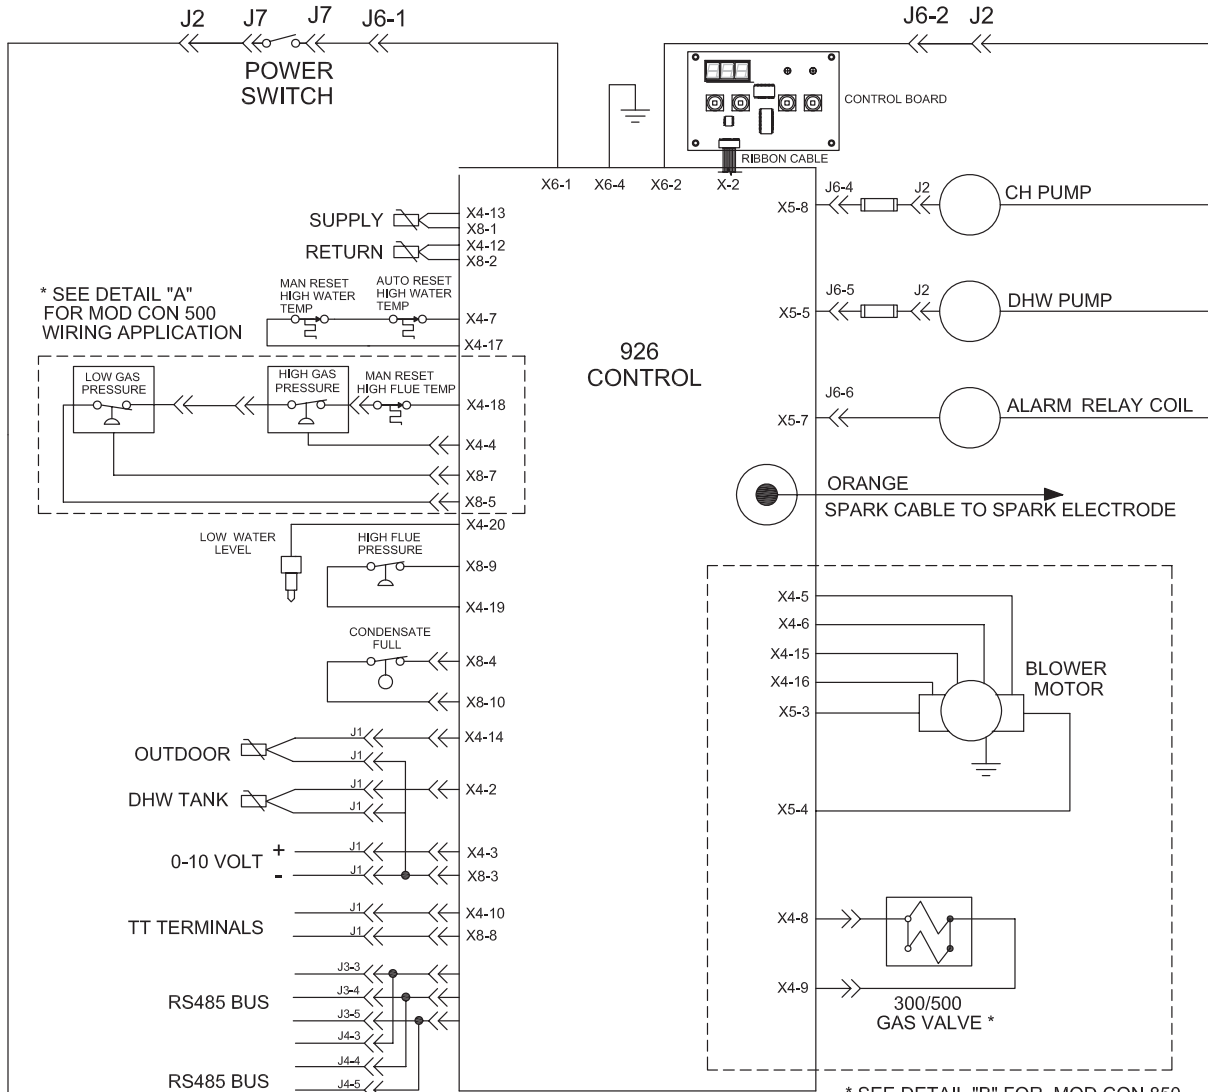 J2
J7
J7
J6-1
J6-2
J2
POWER
SWITCH
CONTROL BOARD
RIBBON CABLE
X6-1
X6-4
X6-2
X-2
SUPPLY
X4-13
X8-1
RETURN
X4-12
X8-2
* SEE DETAIL "A"
FOR MOD CON 500
WIRING APPLICATION
MAN RESET
HIGH WATER
TEMP
AUTO RESET
HIGH WATER
TEMP
X4-7
X4-17
LOW GAS
PRESSURE
HIGH GAS
PRESSURE
MAN RESET
HIGH FLUE TEMP
X4-18
X4-4
X8-7
X8-5
X4-20
LOW WATER
LEVEL
HIGH FLUE
PRESSURE
X8-9
X4-19
CONDENSATE
FULL
X8-4
X8-10
OUTDOOR
J1
X4-14
J1
DHW TANK
J1
X4-2
J1
0-10 VOLT
+
-
J1
X4-3
J1
X8-3
TT TERMINALS
J1
X4-10
J1
X8-8
RS485 BUS
J3-3
J3-4
J3-5
RS485 BUS
J4-3
J4-4
J4-5
926
CONTROL
X5-8
J6-4
J2
CH PUMP
X5-5
J6-5
J2
DHW PUMP
X5-7
J6-6
ALARM RELAY COIL
ORANGE
SPARK CABLE TO SPARK ELECTRODE
X4-5
X4-6
X4-15
X4-16
X5-3
X5-4
BLOWER
MOTOR
X4-8
X4-9
300/500
GAS VALVE *
* SEE DETAIL "B" FOR MOD CON 850